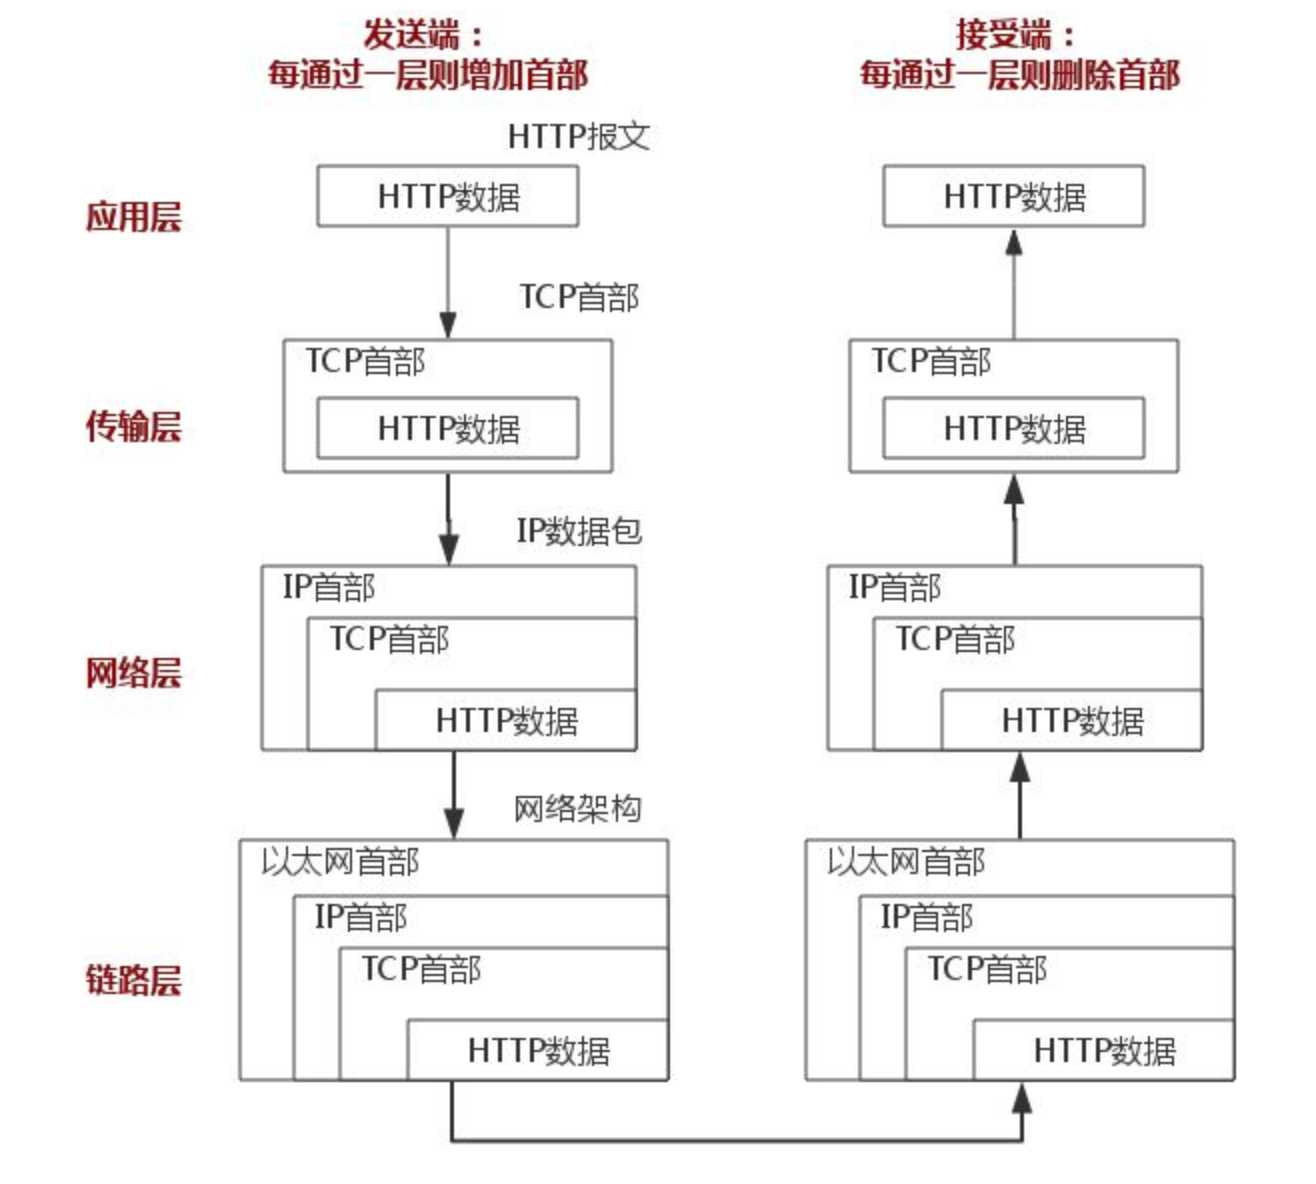 发送端：
每通过一层则增加首部
接受端：
每通过一层则删除首部
HTTP报文
应用层
HTTP数据
HTTP数据
TCP首部
TCP首部
TCP首部
传输层
HTTP数据
HTTP数据
IP数据包
IP首部
IP首部
TCP首部
TCP首部
网络层
HTTP数据
HTTP数据
网络架构
以太网首部
以太网首部
IP首部
IP首部
TCP首部
TCP首部
链路层
HTTP数据
HTTP数据